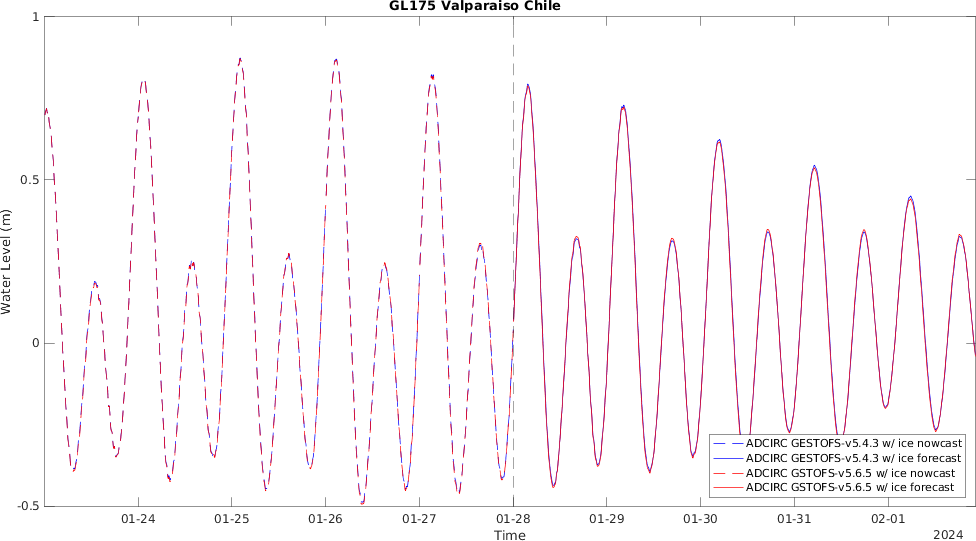 GL175 Valparaiso Chile
1
0.5
0
-0.5
Water Level (m)
01-24 01-25 01-26 01-27 01-28 01-29 01-30 01-31 02-01
Time
2024
ADCIRC GESTOFS-v5.4.3 w/ ice nowcast
ADCIRC GESTOFS-v5.4.3 w/ ice forecast
ADCIRC GSTOFS-v5.6.5 w/ ice nowcast
ADCIRC GSTOFS-v5.6.5 w/ ice forecast